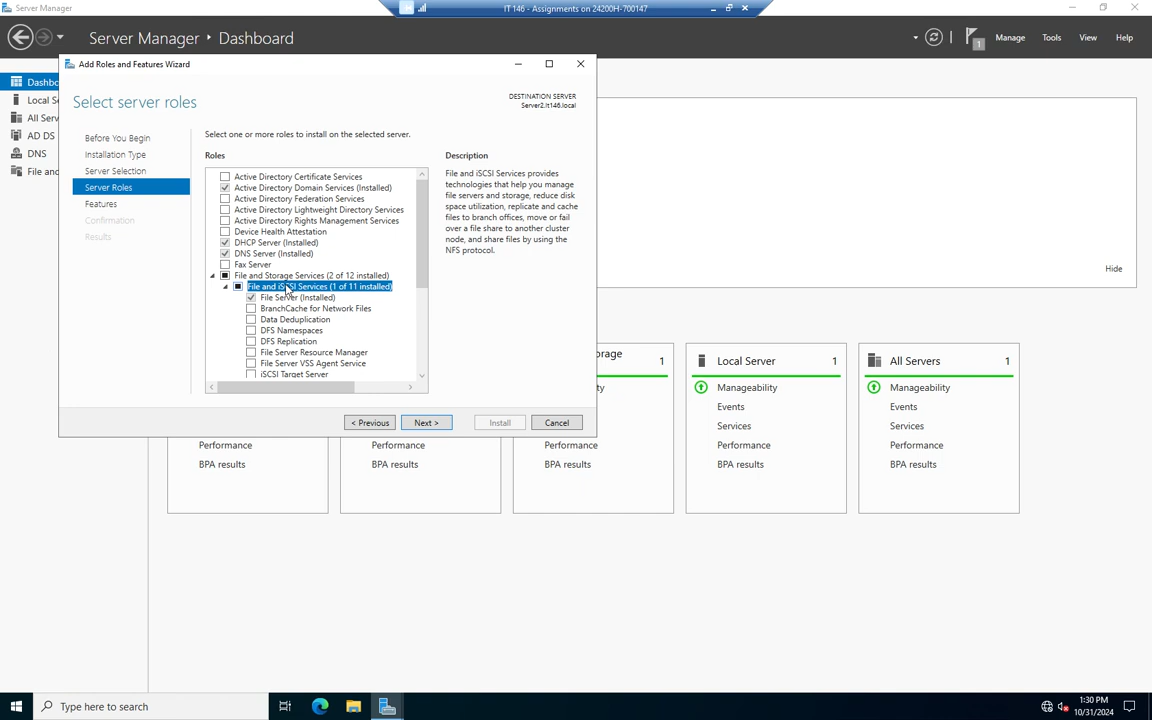 Server Manager
IT 146 - Assignments on 24200H-700147
Server Manager • Dashboard
1
Manage
Tools
View
Help
Dashbo
Local Se
All Serv
AD DS
DNS
File and
Add Roles and Features Wizard
Select server roles
DESTINATION SERVER
Server2.It146.local
Before You Begin
Installation Type
Server Selection
Server Roles
Features
Confirmation
Results
Select one or more roles to install on the selected server.
Roles
Active Directory Certificate Services
Active Directory Domain Services (Installed)
Active Directory Federation Services
Active Directory Lightweight Directory Services
Active Directory Rights Management Services
Device Health Attestation
DHCP Server (Installed)
DNS Server (Installed)
Fax Server
File and Storage Services (2 of 12 installed)
File and iSCSI Services (1 of 11 installed)
File Server (Installed)
BranchCache for Network Files
Data Deduplication
DFS Namespaces
DFS Replication
File Server Resource Manager
File Server VSS Agent Service
iSCSI Target Server
Description
File and iSCSI Services provides
technologies that help you manage
file servers and storage, reduce disk
space utilization, replicate and cache
files to branch offices, move or fail
over a file share to another cluster
node, and share files by using the
NFS protocol.
< Previous
Next >
Install
Cancel
Hide
orage
1
ty
Performance
BPA results
Performance
BPA results
Performance
BPA results
Local Server
1
Manageability
Events
Services
Performance
BPA results
All Servers
1
Manageability
Events
Services
Performance
BPA results
Type here to search
1:30 PM
10/31/2024